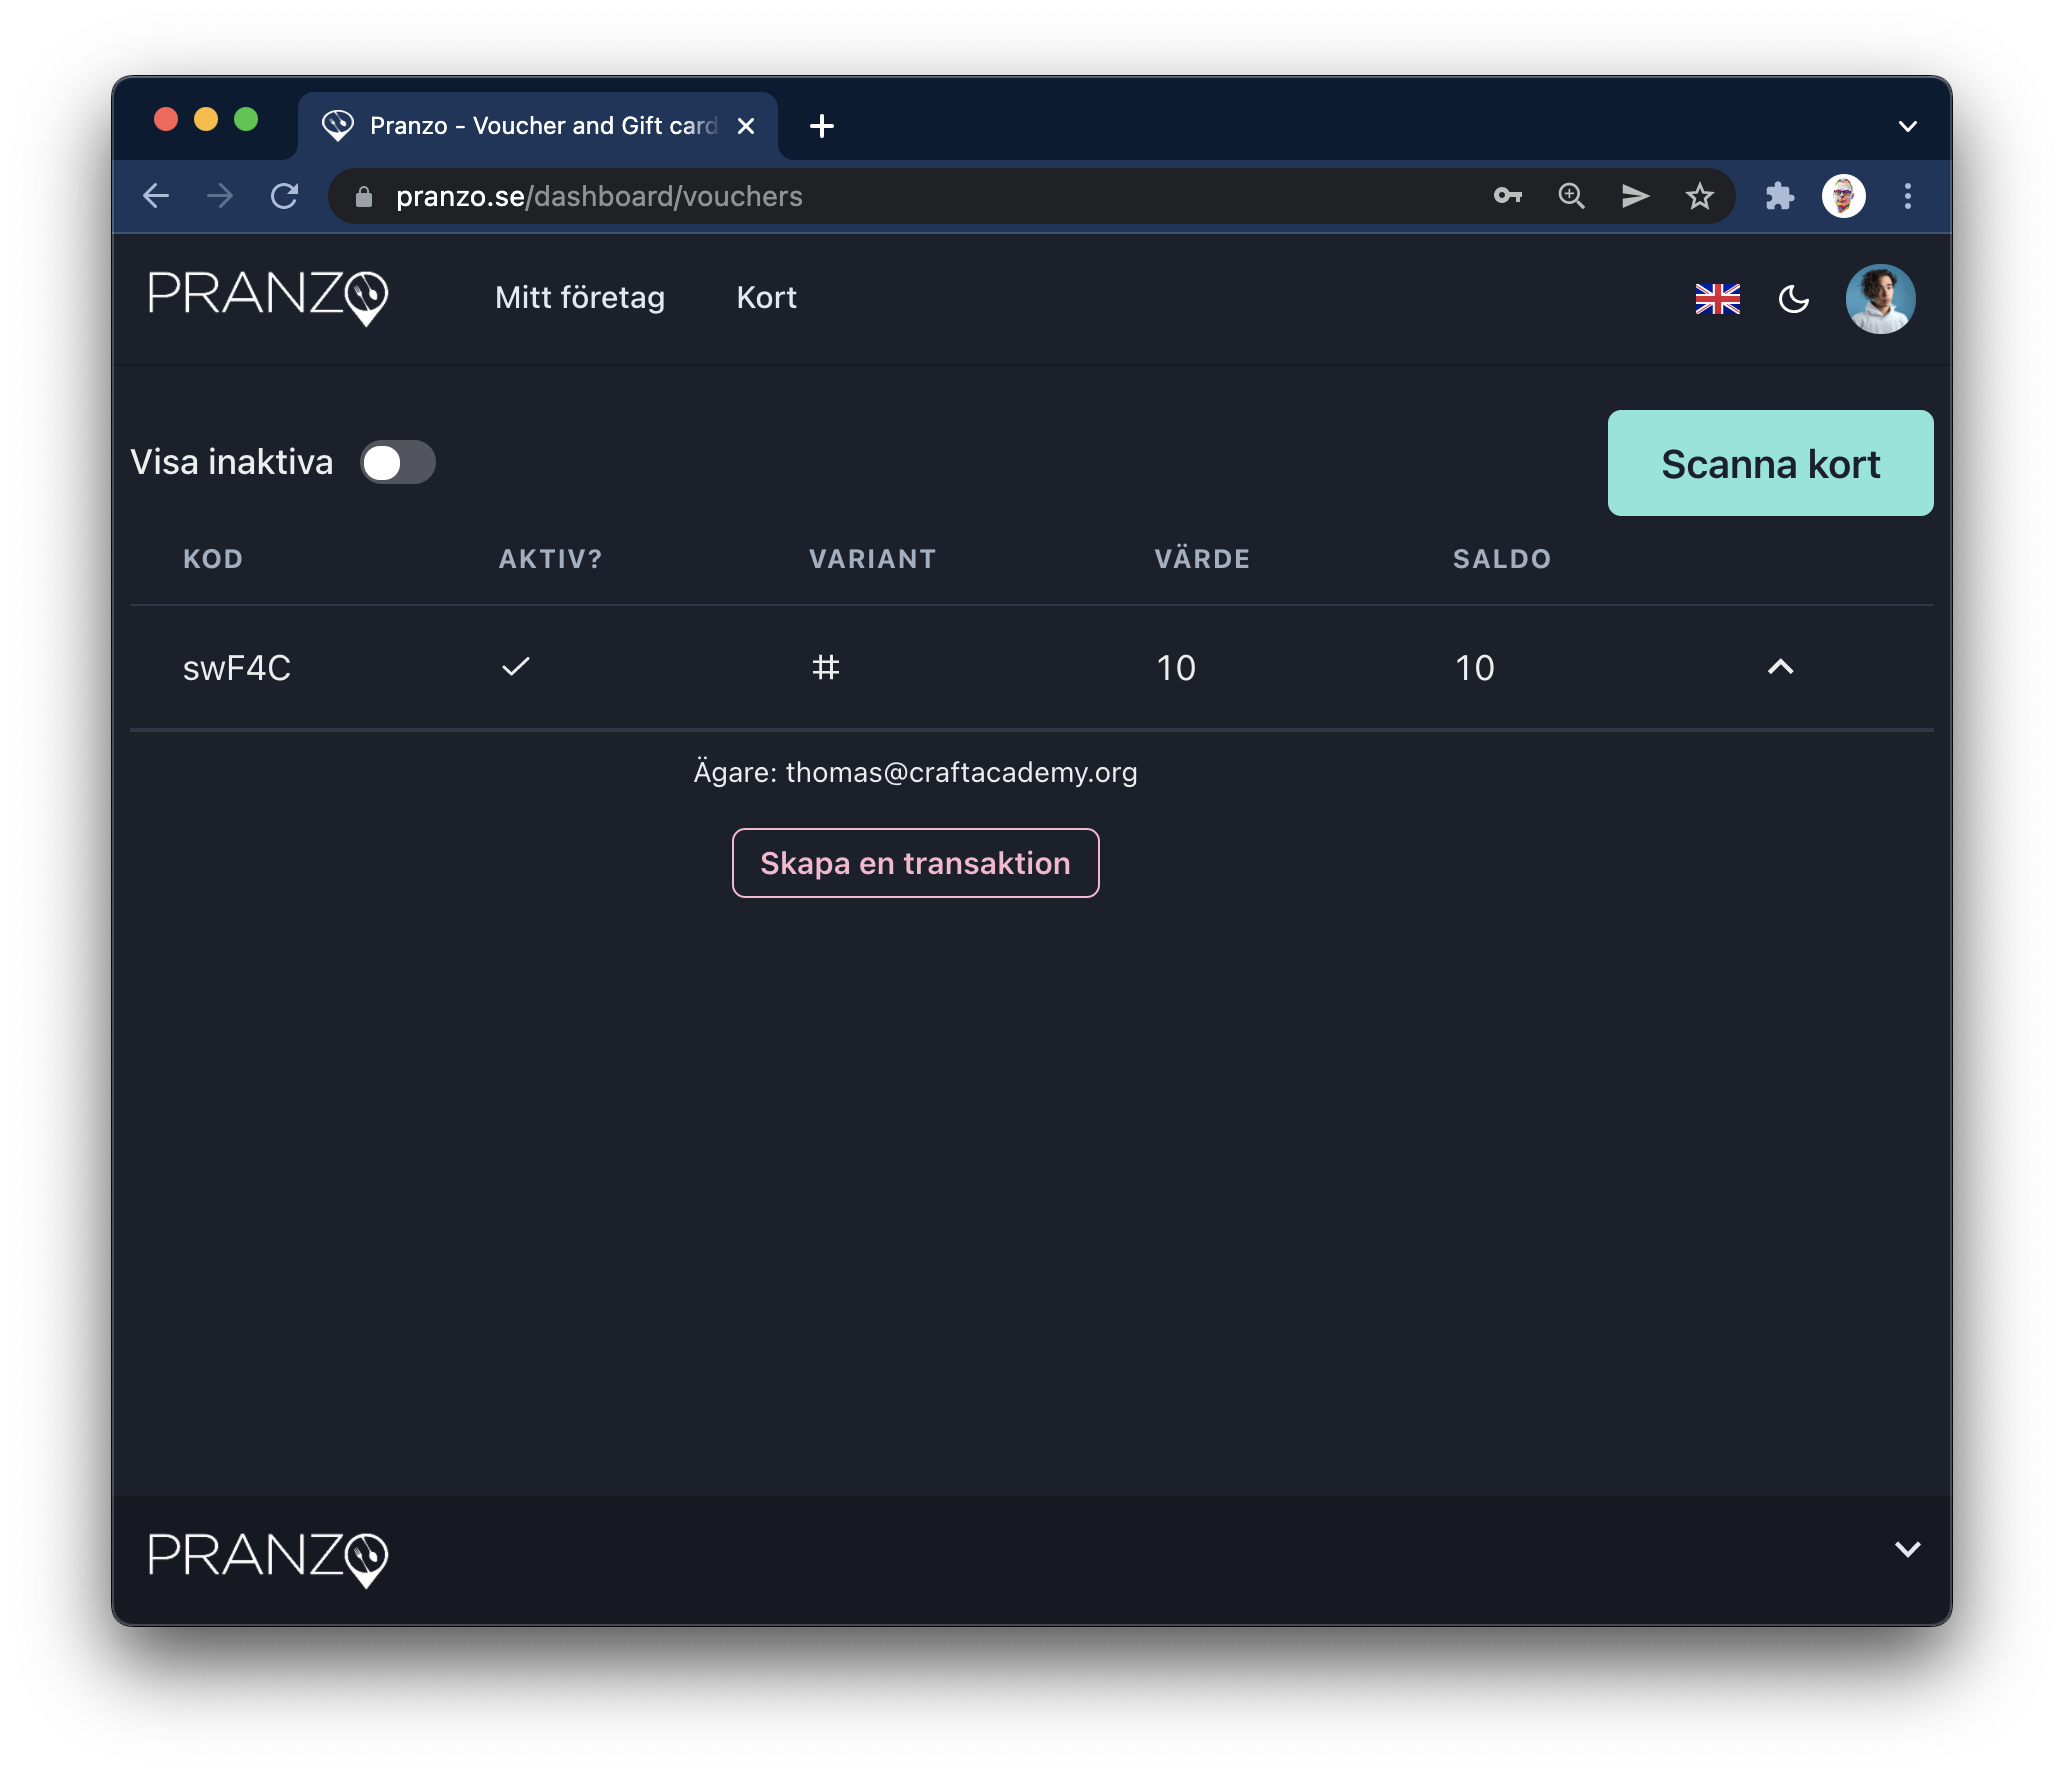 Pranzo - Voucher and Gift card
pranzo.se/dashboard/vouchers
PRANZO
Mitt företag
Kort
Visa inaktiva
Scanna kort
KOD AKTIV? VARIANT VÄRDE SALDO
swF4C # 10 10
Ägare: thomas@craftacademy.org
Skapa en transaktion
PRANZO